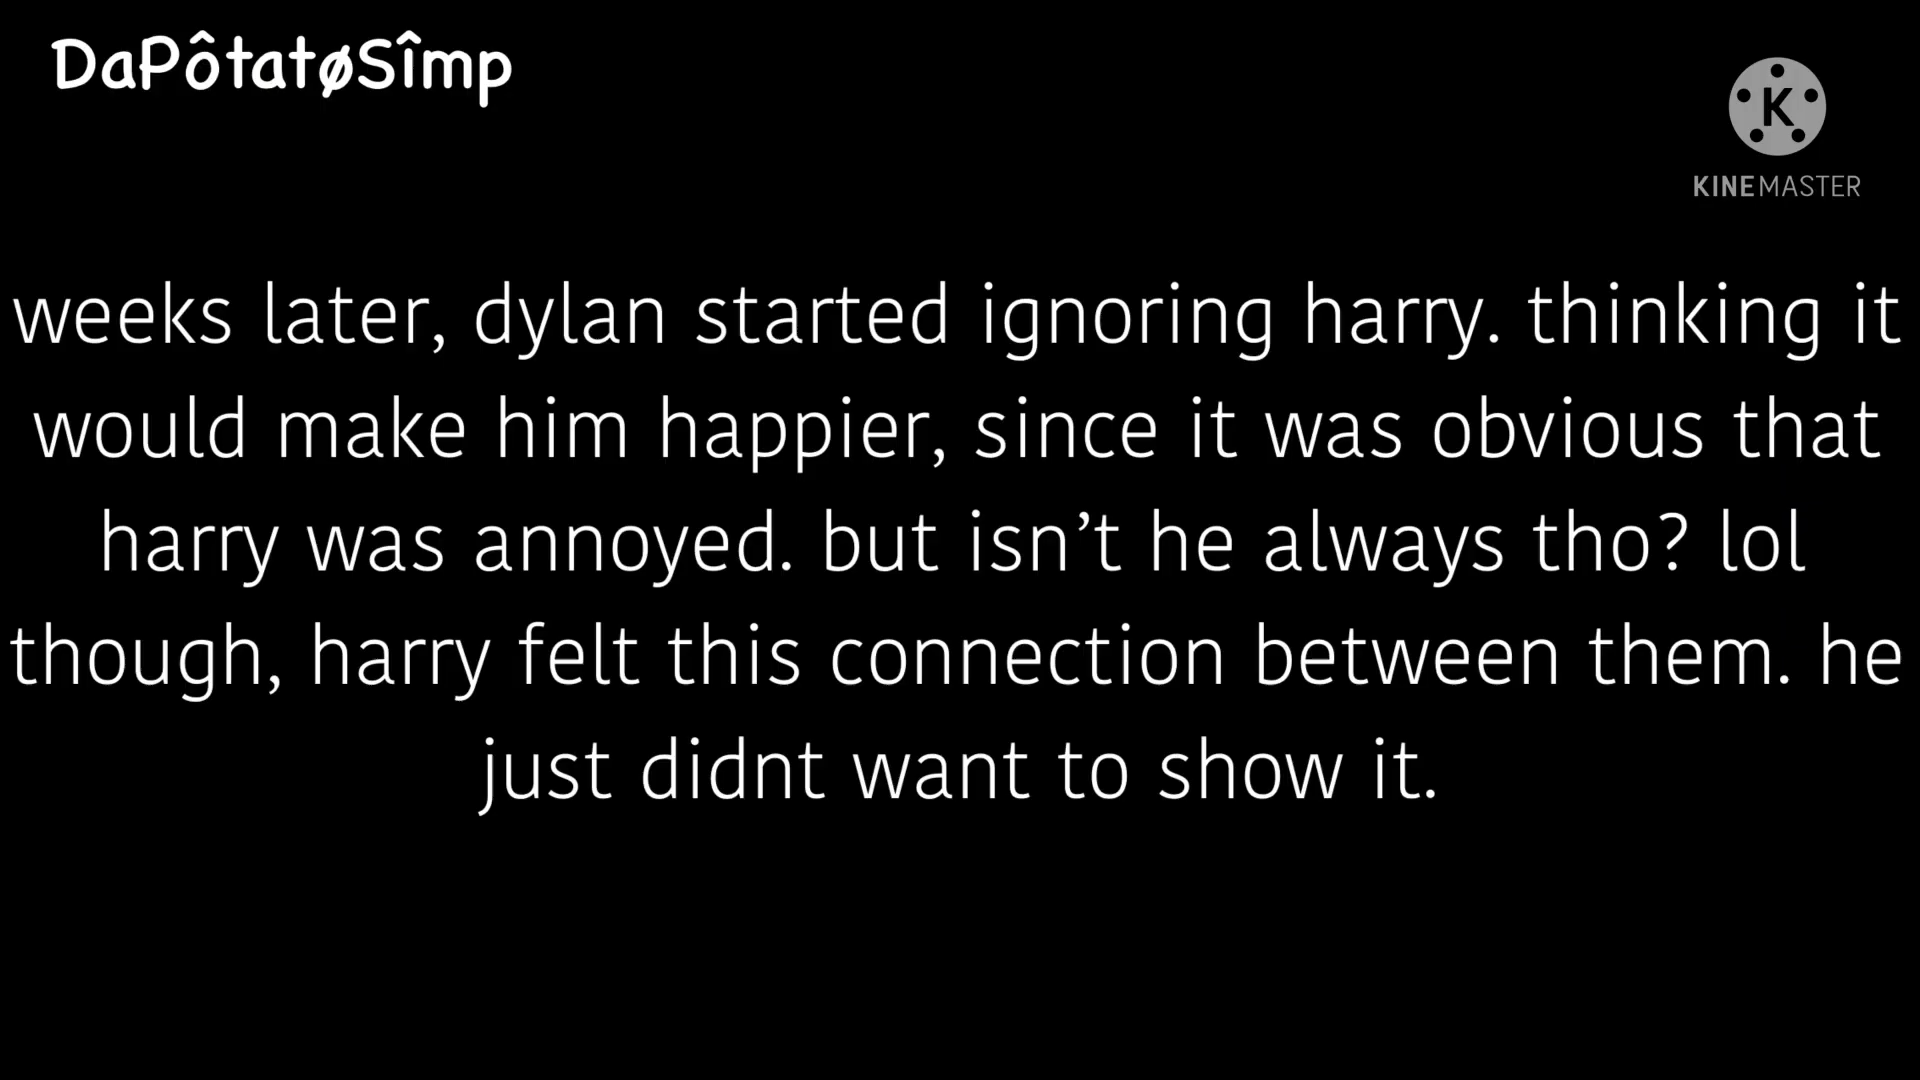 DaPôtatøSîmp
K
KINEMASTER
weeks later, dylan started ignoring harry. thinking it
would make him happier, since it was obvious that
harry was annoyed. but isn’t he always tho? lol
though, harry felt this connection between them. he
just didnt want to show it.